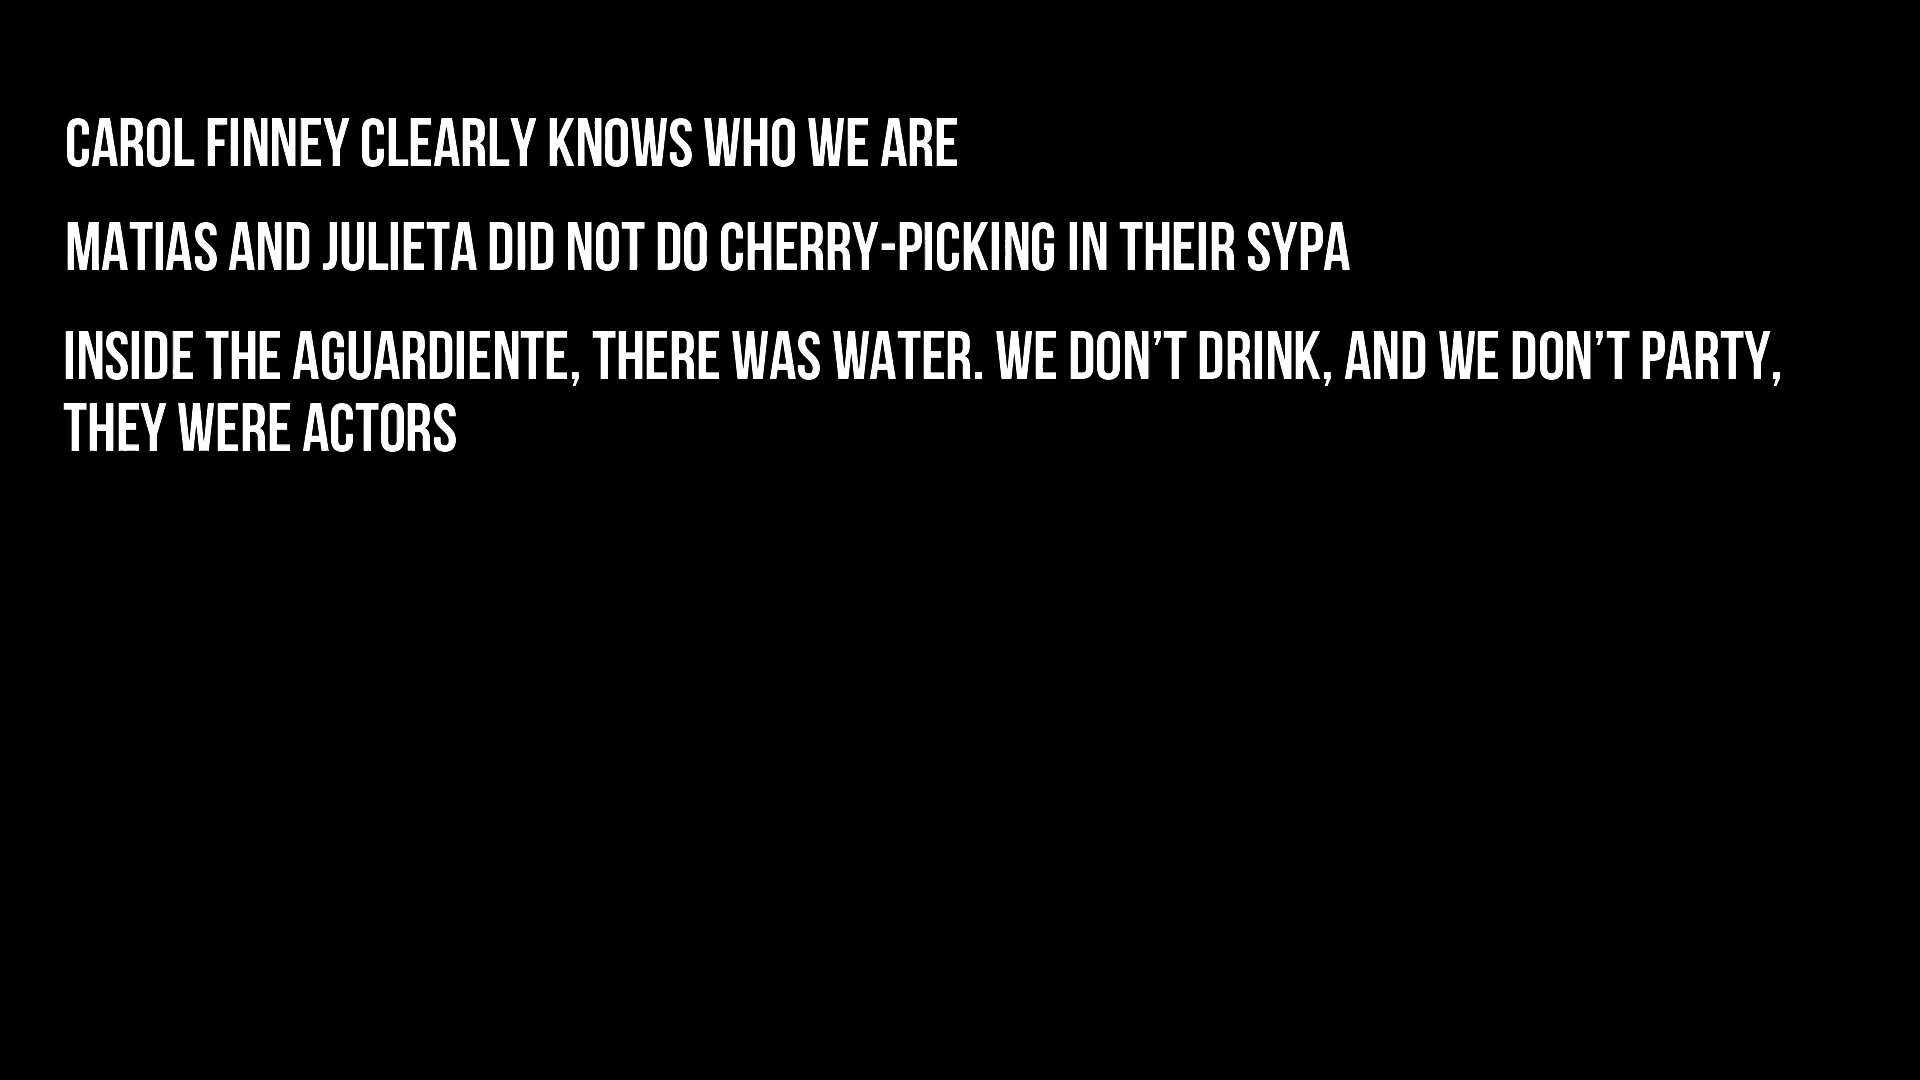 CAROL FINNEY CLEARLY KNOWS WHO WE ARE
MATIAS AND JULIETA DID NOT DO CHERRY-PICKING IN THEIR SYPA
INSIDE THE AGUARDIENTE, THERE WAS WATER. WE DON’T DRINK, AND WE DON’T PARTY,
THEY WERE ACTORS